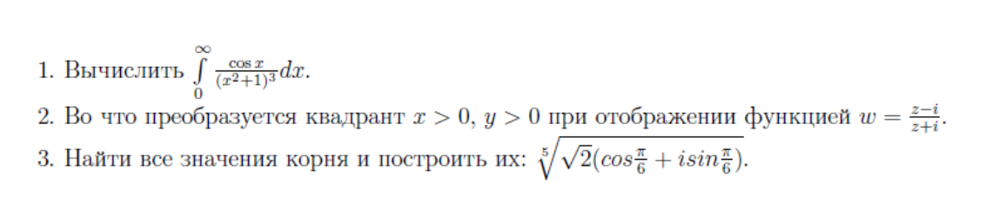 1. Вычислить $\int\limits_0^\infty \frac{\cos x}{(x^2+1)^3}dx$.
2. Во что преобразуется квадрант $x > 0, y > 0$ при отображении функцией $w = \frac{z-i}{z+i}$.
3. Найти все значения корня и построить их: $\sqrt[5]{\sqrt{2}(cos\frac{\pi}{6} + isin\frac{\pi}{6})}$.